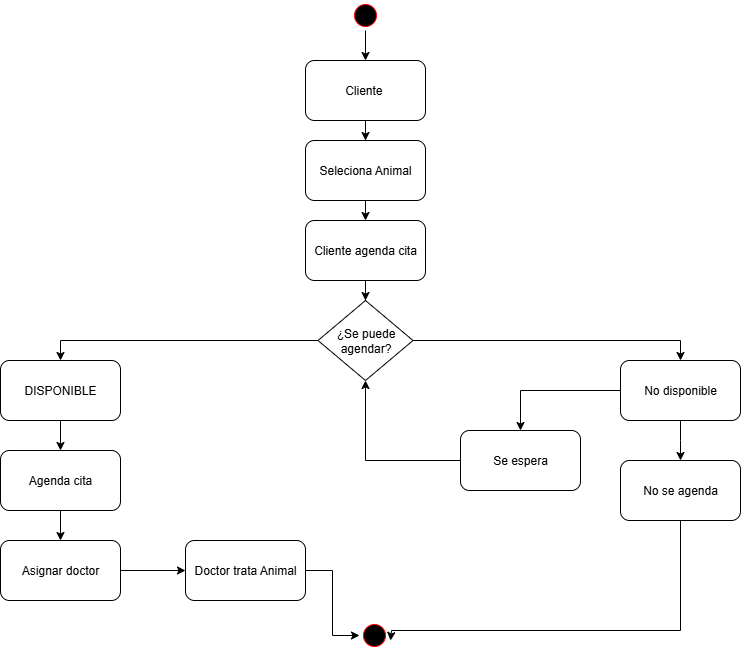 Cliente
Selecciona Animal
Cliente agenda cita
¿Se puede
agendar?
DISPONIBLE
No disponible
Agenda cita
Se espera
No se agenda
Asignar doctor
Doctor trata Animal